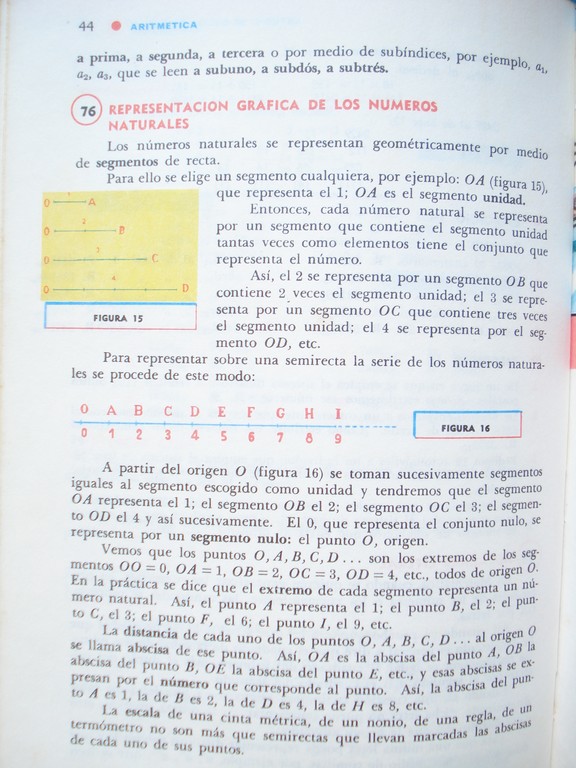 44 ● ARITMETICA
a prima, a segunda, a tercera o por medio de subíndices, por ejemplo, a₁,
a₂, a₃, que se leen a subuno, a subdós, a subtrés.
76 REPRESENTACION GRAFICA DE LOS NUMEROS
NATURALES
Los números naturales se representan geométricamente por medio
de segmentos de recta.
Para ello se elige un segmento cualquiera, por ejemplo: OA (figura 15),
que representa el 1; OA es el segmento unidad.
Entonces, cada número natural se representa
por un segmento que contiene el segmento unidad
tantas veces como elementos tiene el conjunto que
representa el número.
Así, el 2 se representa por un segmento OB que
contiene 2 veces el segmento unidad; el 3 se repre-
senta por un segmento OC que contiene tres veces
el segmento unidad; el 4 se representa por el seg-
mento OD, etc.
O A
O 2 B
O 3 C
O 4 D
FIGURA 15
Para representar sobre una semirecta la serie de los números natura-
les se procede de este modo:
O A B C D E F G H I
0 1 2 3 4 5 6 7 8 9
FIGURA 16
A partir del origen O (figura 16) se toman sucesivamente segmentos
iguales al segmento escogido como unidad y tendremos que el segmento
OA representa el 1; el segmento OB el 2; el segmento OC el 3; el segmen-
to OD el 4 y así sucesivamente. El 0, que representa el conjunto nulo, se
representa por un segmento nulo: el punto O, origen.
Vemos que los puntos O, A, B, C, D... son los extremos de los seg-
mentos OO = 0, OA = 1, OB = 2, OC = 3, OD = 4, etc., todos de origen O.
En la práctica se dice que el extremo de cada segmento representa un nú-
mero natural. Así, el punto A representa el 1; el punto B, el 2; el pun-
to C, el 3; el punto F, el 6; el punto I, el 9, etc.
La distancia de cada uno de los puntos O, A, B, C, D... al origen O
se llama abscisa de ese punto. Así, OA es la abscisa del punto A, OB la
abscisa del punto B, OE la abscisa del punto E, etc., y esas abscisas se ex-
presan por el número que corresponde al punto. Así, la abscisa del pun-
to A es 1, la de B es 2, la de D es 4, la de H es 8, etc.
La escala de una cinta métrica, de un nonio, de una regla, de un
termómetro no son más que semirectas que llevan marcadas las abscisas
de cada uno de sus puntos.